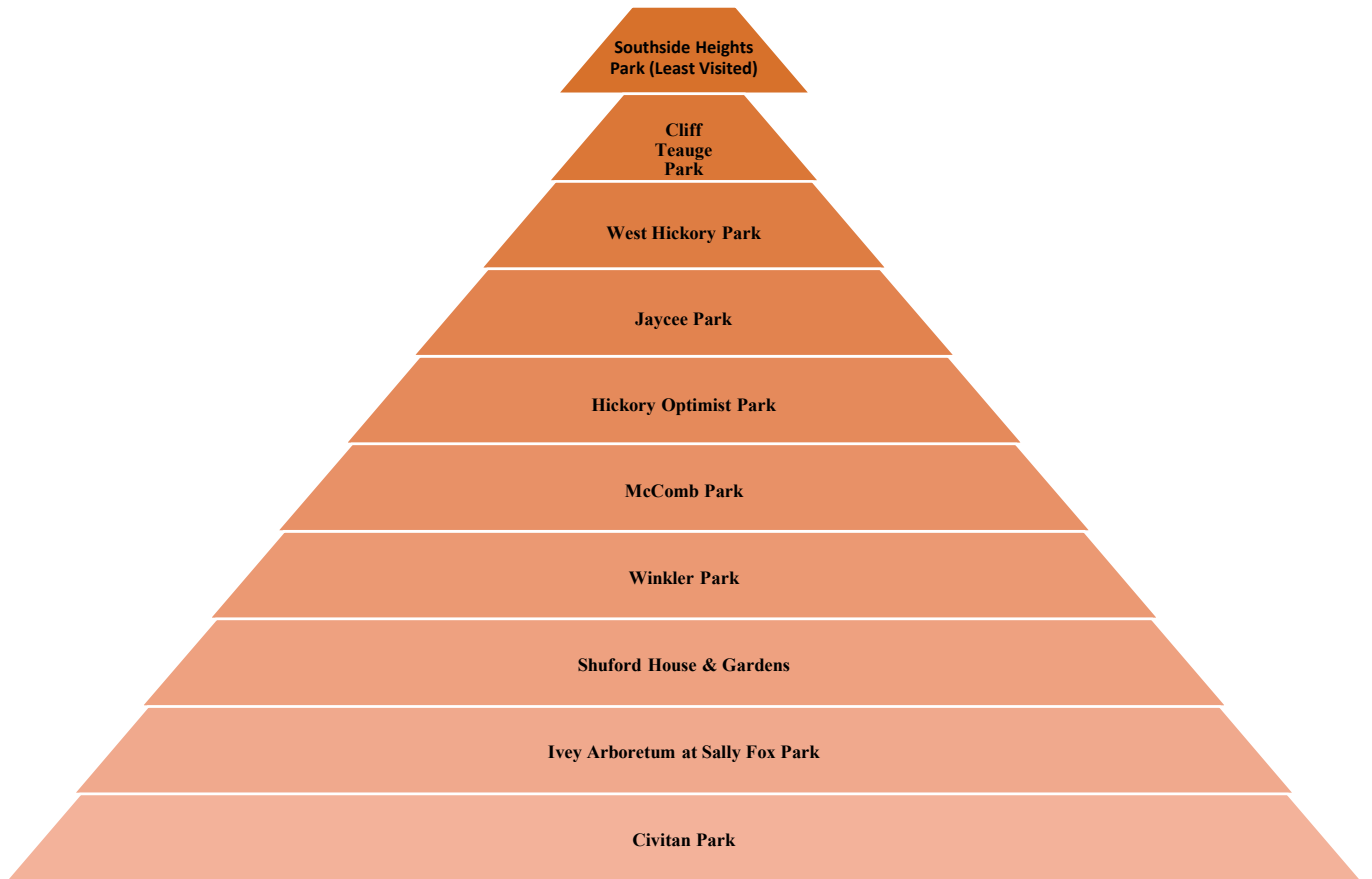 Southside Heights
Park (Least Visited)
Cliff
Teauge
Park
West Hickory Park
Jaycee Park
Hickory Optimist Park
McComb Park
Winkler Park
Shuford House & Gardens
Ivey Arboretum at Sally Fox Park
Civitan Park